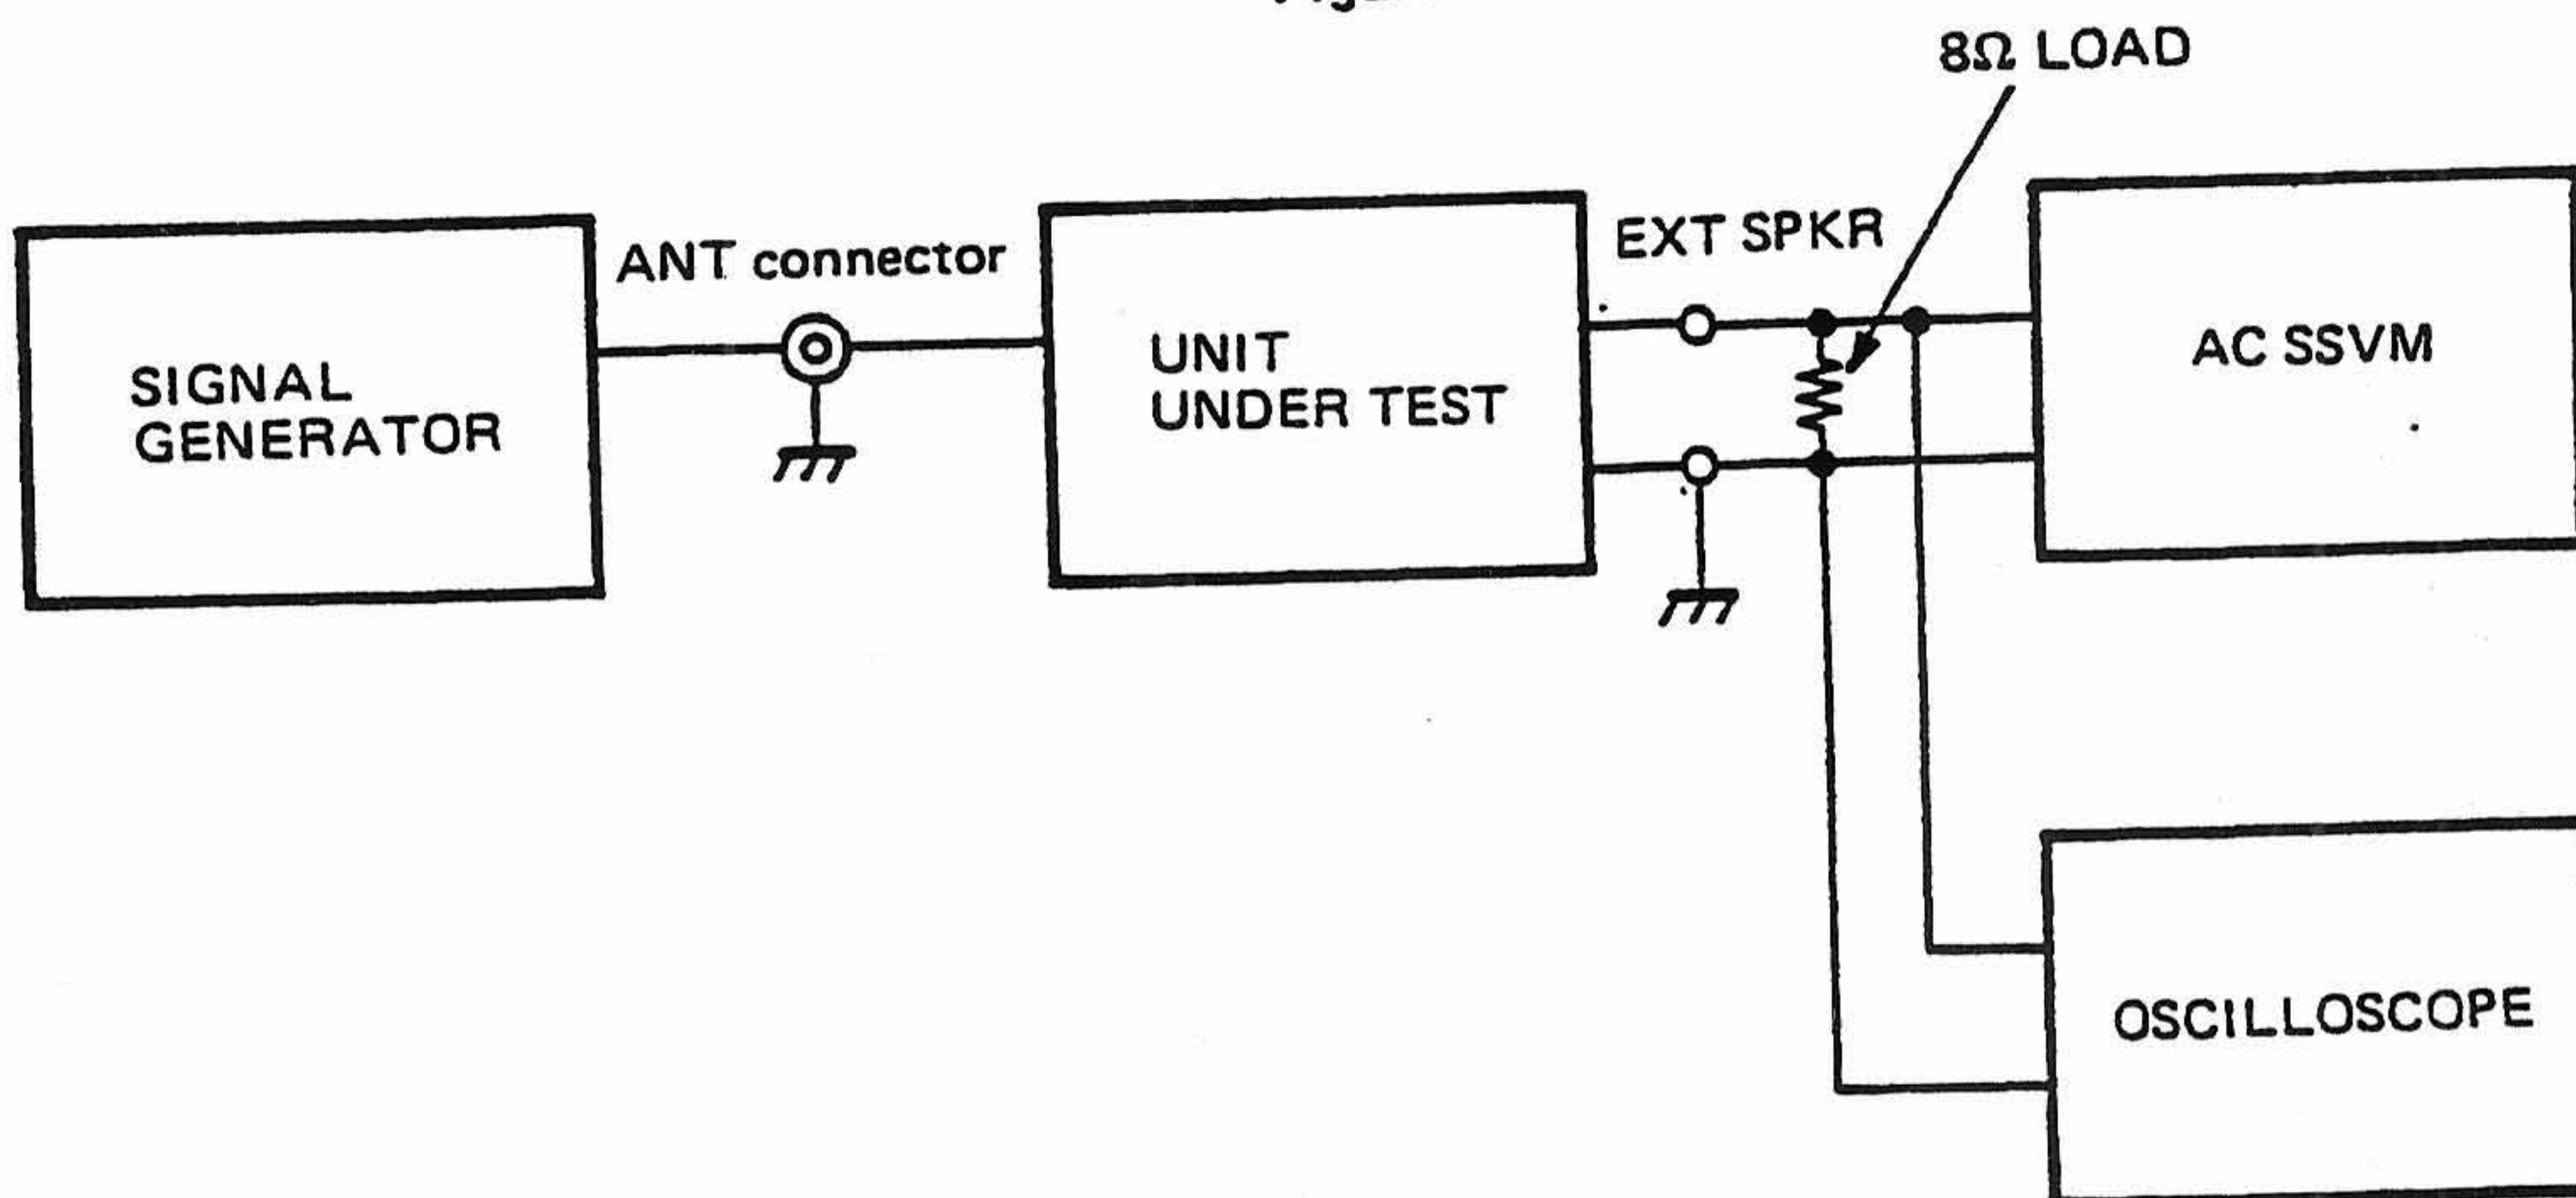 8Ω LOAD
ANT connector
EXT SPKR
SIGNAL
GENERATOR
UNIT
UNDER TEST
AC SSVM
OSCILLOSCOPE